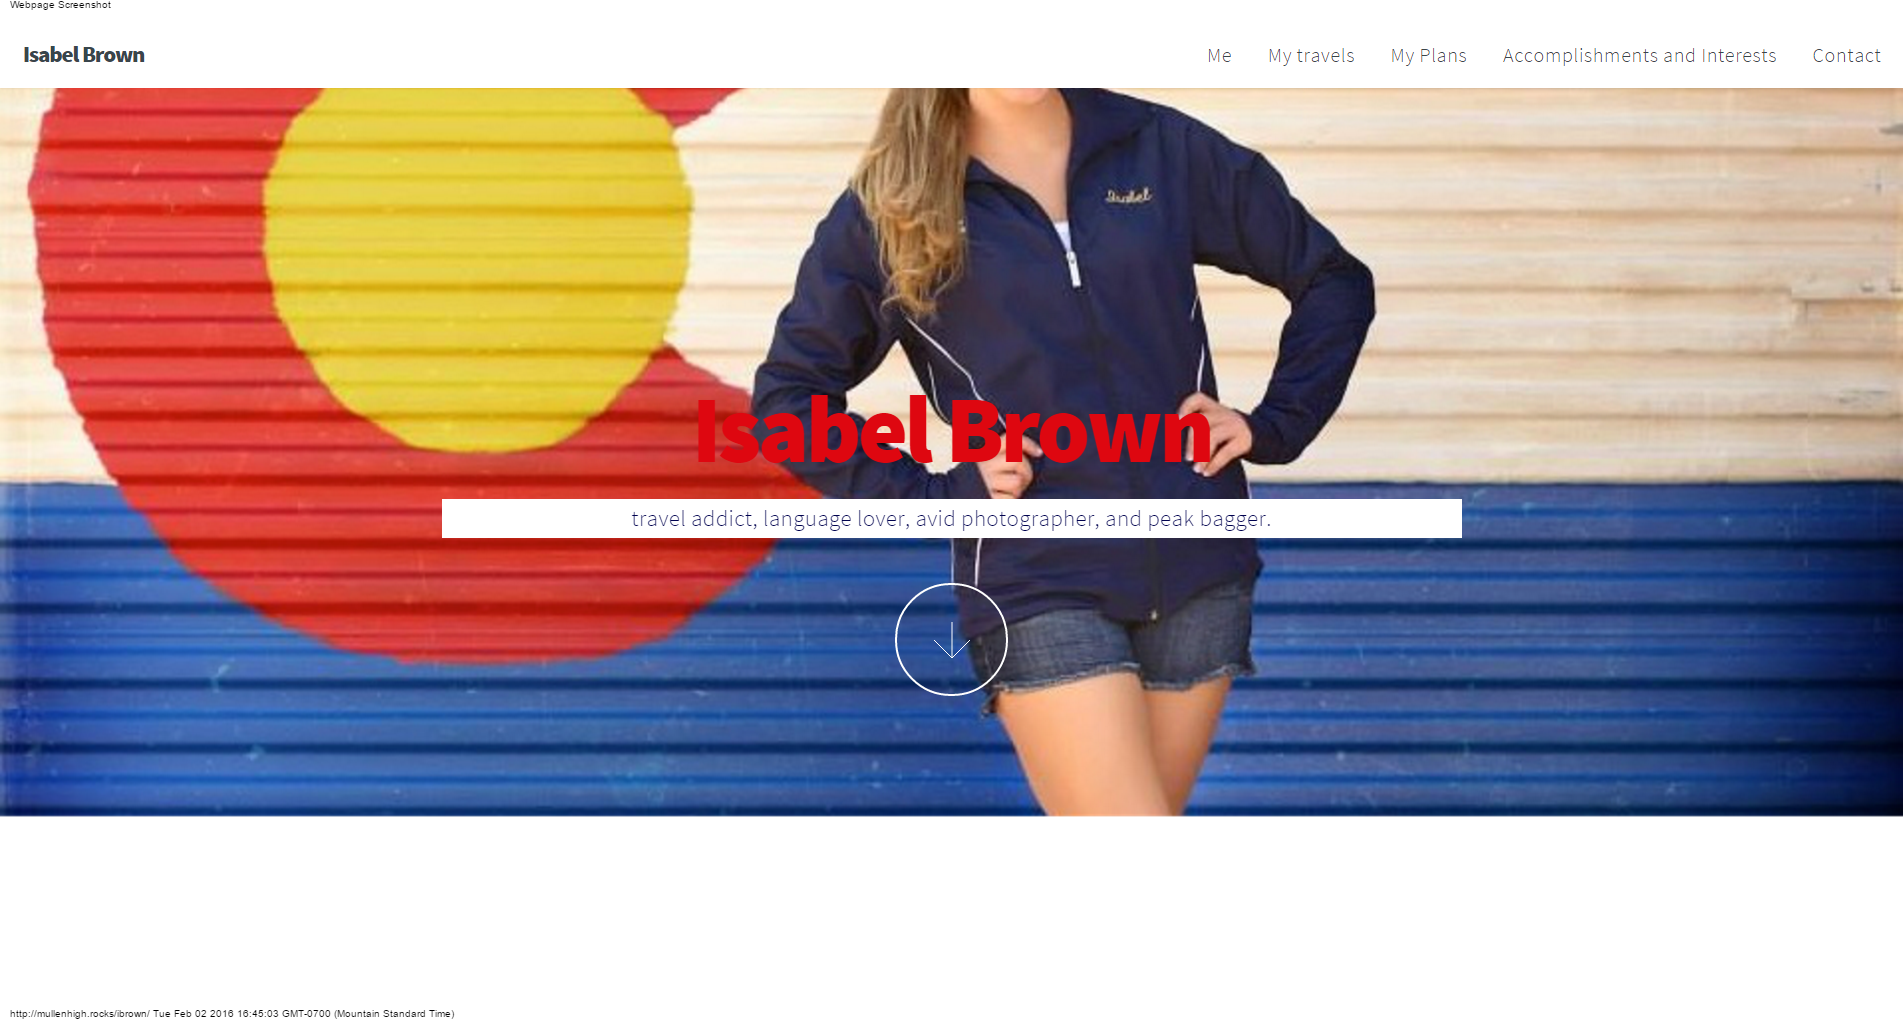 Webpage Screenshot
Isabel Brown
Me My travels My Plans Accomplishments and Interests Contact
Isabel
Isabel Brown
travel addict, language lover, avid photographer, and peak bagger.
http://mullenhigh.rocks/ibrown/ Tue Feb 02 2016 16:45:03 GMT-0700 (Mountain Standard Time)